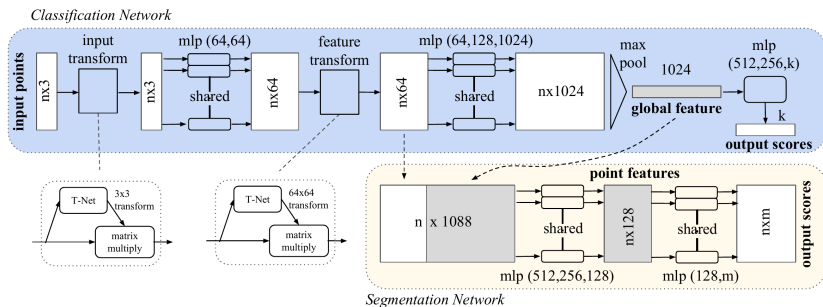 Classification Network
input points
nx3
input
transform
nx3
mlp (64,64)
shared
nx64
feature
transform
nx64
mlp (64,128,1024)
shared
nx1024
max
pool
1024
global feature
mlp
(512,256,k)
k
output scores
T-Net
3x3
transform
matrix
multiply
T-Net
64x64
transform
matrix
multiply
point features
n x 1088
shared
mlp (512,256,128)
nx128
shared
mlp (128,m)
nxm
output scores
Segmentation Network